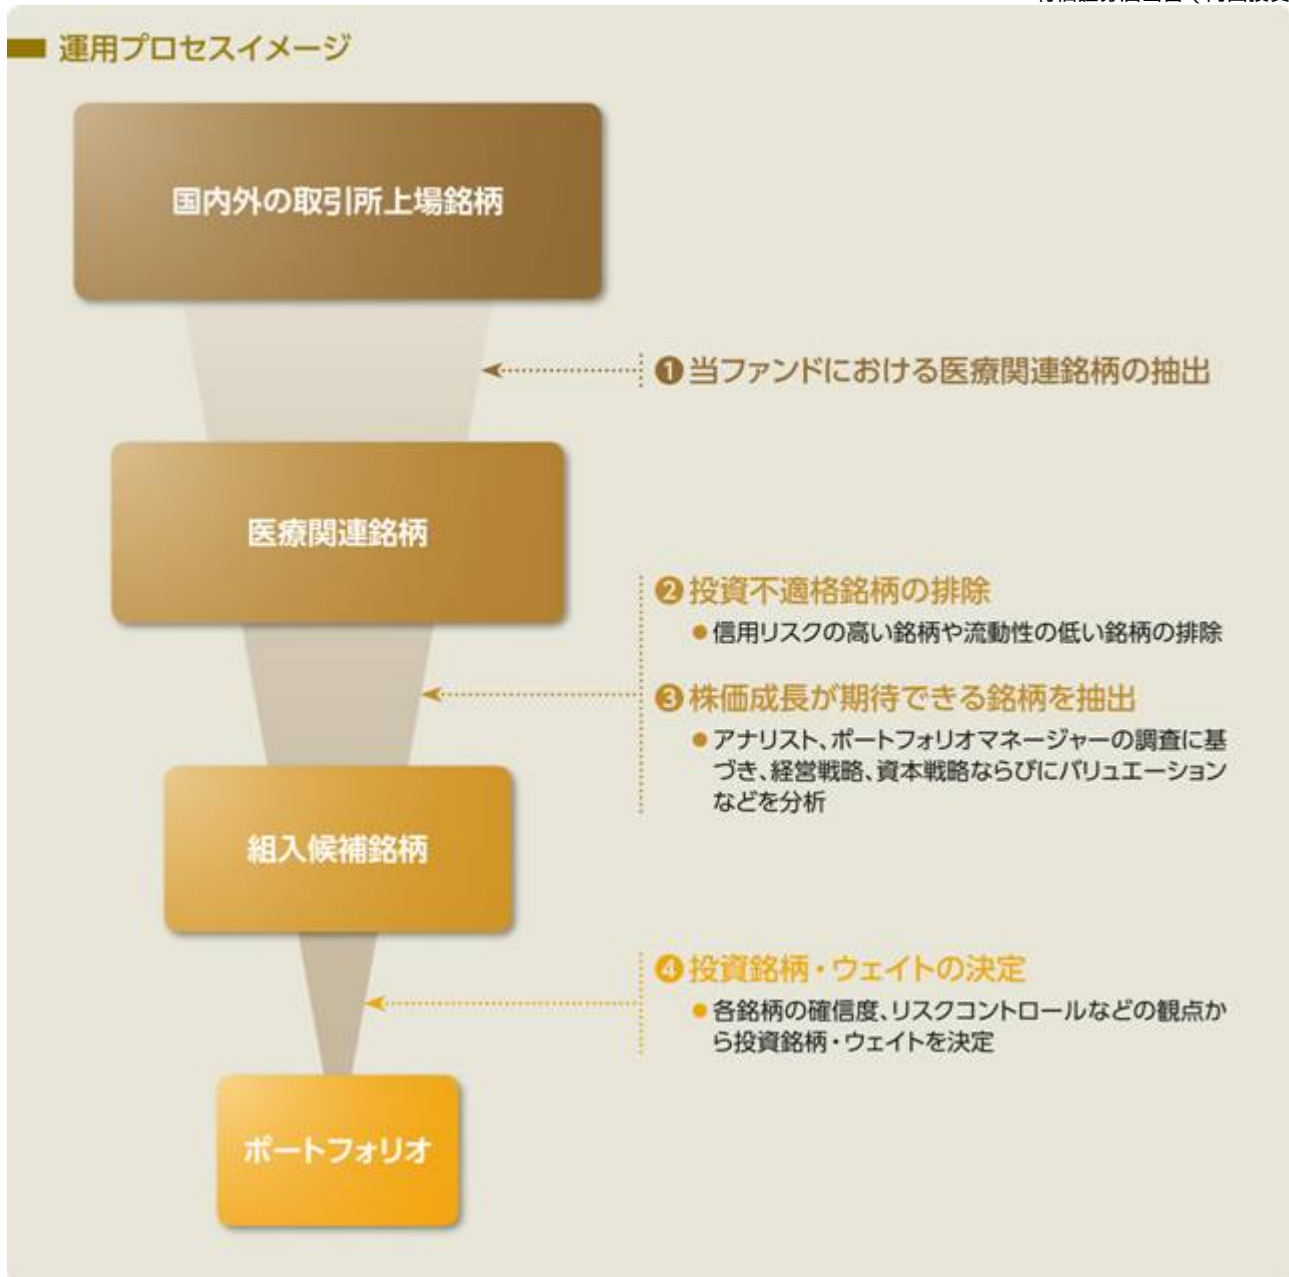 運用プロセスイメージ
国内外の取引所上場銘柄
❶当ファンドにおける医療関連銘柄の抽出
医療関連銘柄
❷投資不適格銘柄の排除
●信用リスクの高い銘柄や流動性の低い銘柄の排除
❸株価成長が期待できる銘柄を抽出
●アナリスト、ポートフォリオマネージャーの調査に基
づき、経営戦略、資本戦略ならびにバリュエーション
などを分析
組入候補銘柄
❹投資銘柄・ウェイトの決定
●各銘柄の確信度、リスクコントロールなどの観点か
ら投資銘柄・ウェイトを決定
ポートフォリオ